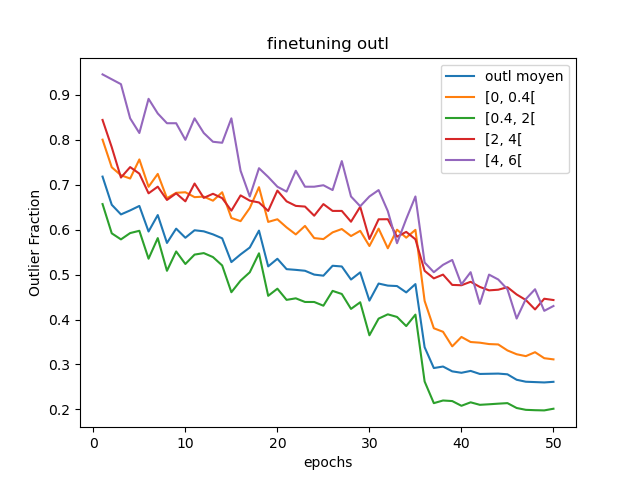 finetuning outl
outl moyen
[0, 0.4[
[0.4, 2[
[2, 4[
[4, 6[
Outlier Fraction
0.9
0.8
0.7
0.6
0.5
0.4
0.3
0.2
0 10 20 30 40 50
epochs